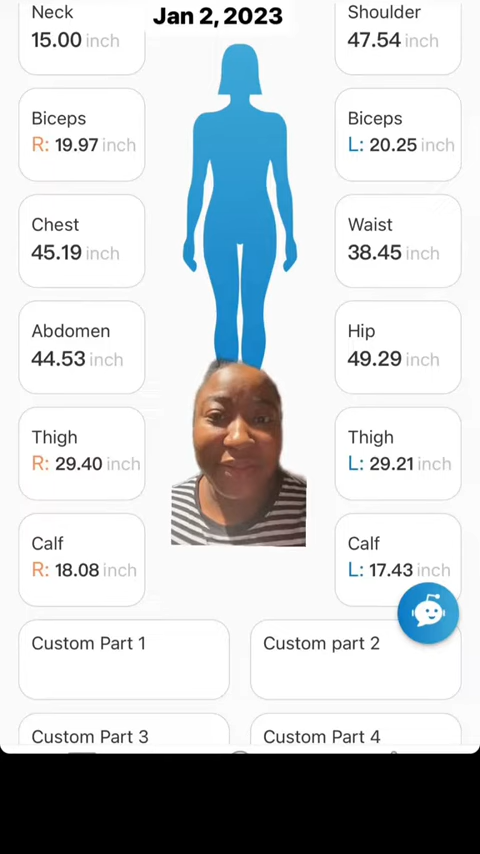 Jan 2, 2023
Neck
15.00 inch
Shoulder
47.54 inch
Biceps
R: 19.97 inch
Biceps
L: 20.25 inch
Chest
45.19 inch
Waist
38.45 inch
Abdomen
44.53 inch
Hip
49.29 inch
Thigh
R: 29.40 inch
Thigh
L: 29.21 inch
Calf
R: 18.08 inch
Calf
L: 17.43 inch
Custom Part 1
Custom part 2
Custom Part 3
Custom Part 4